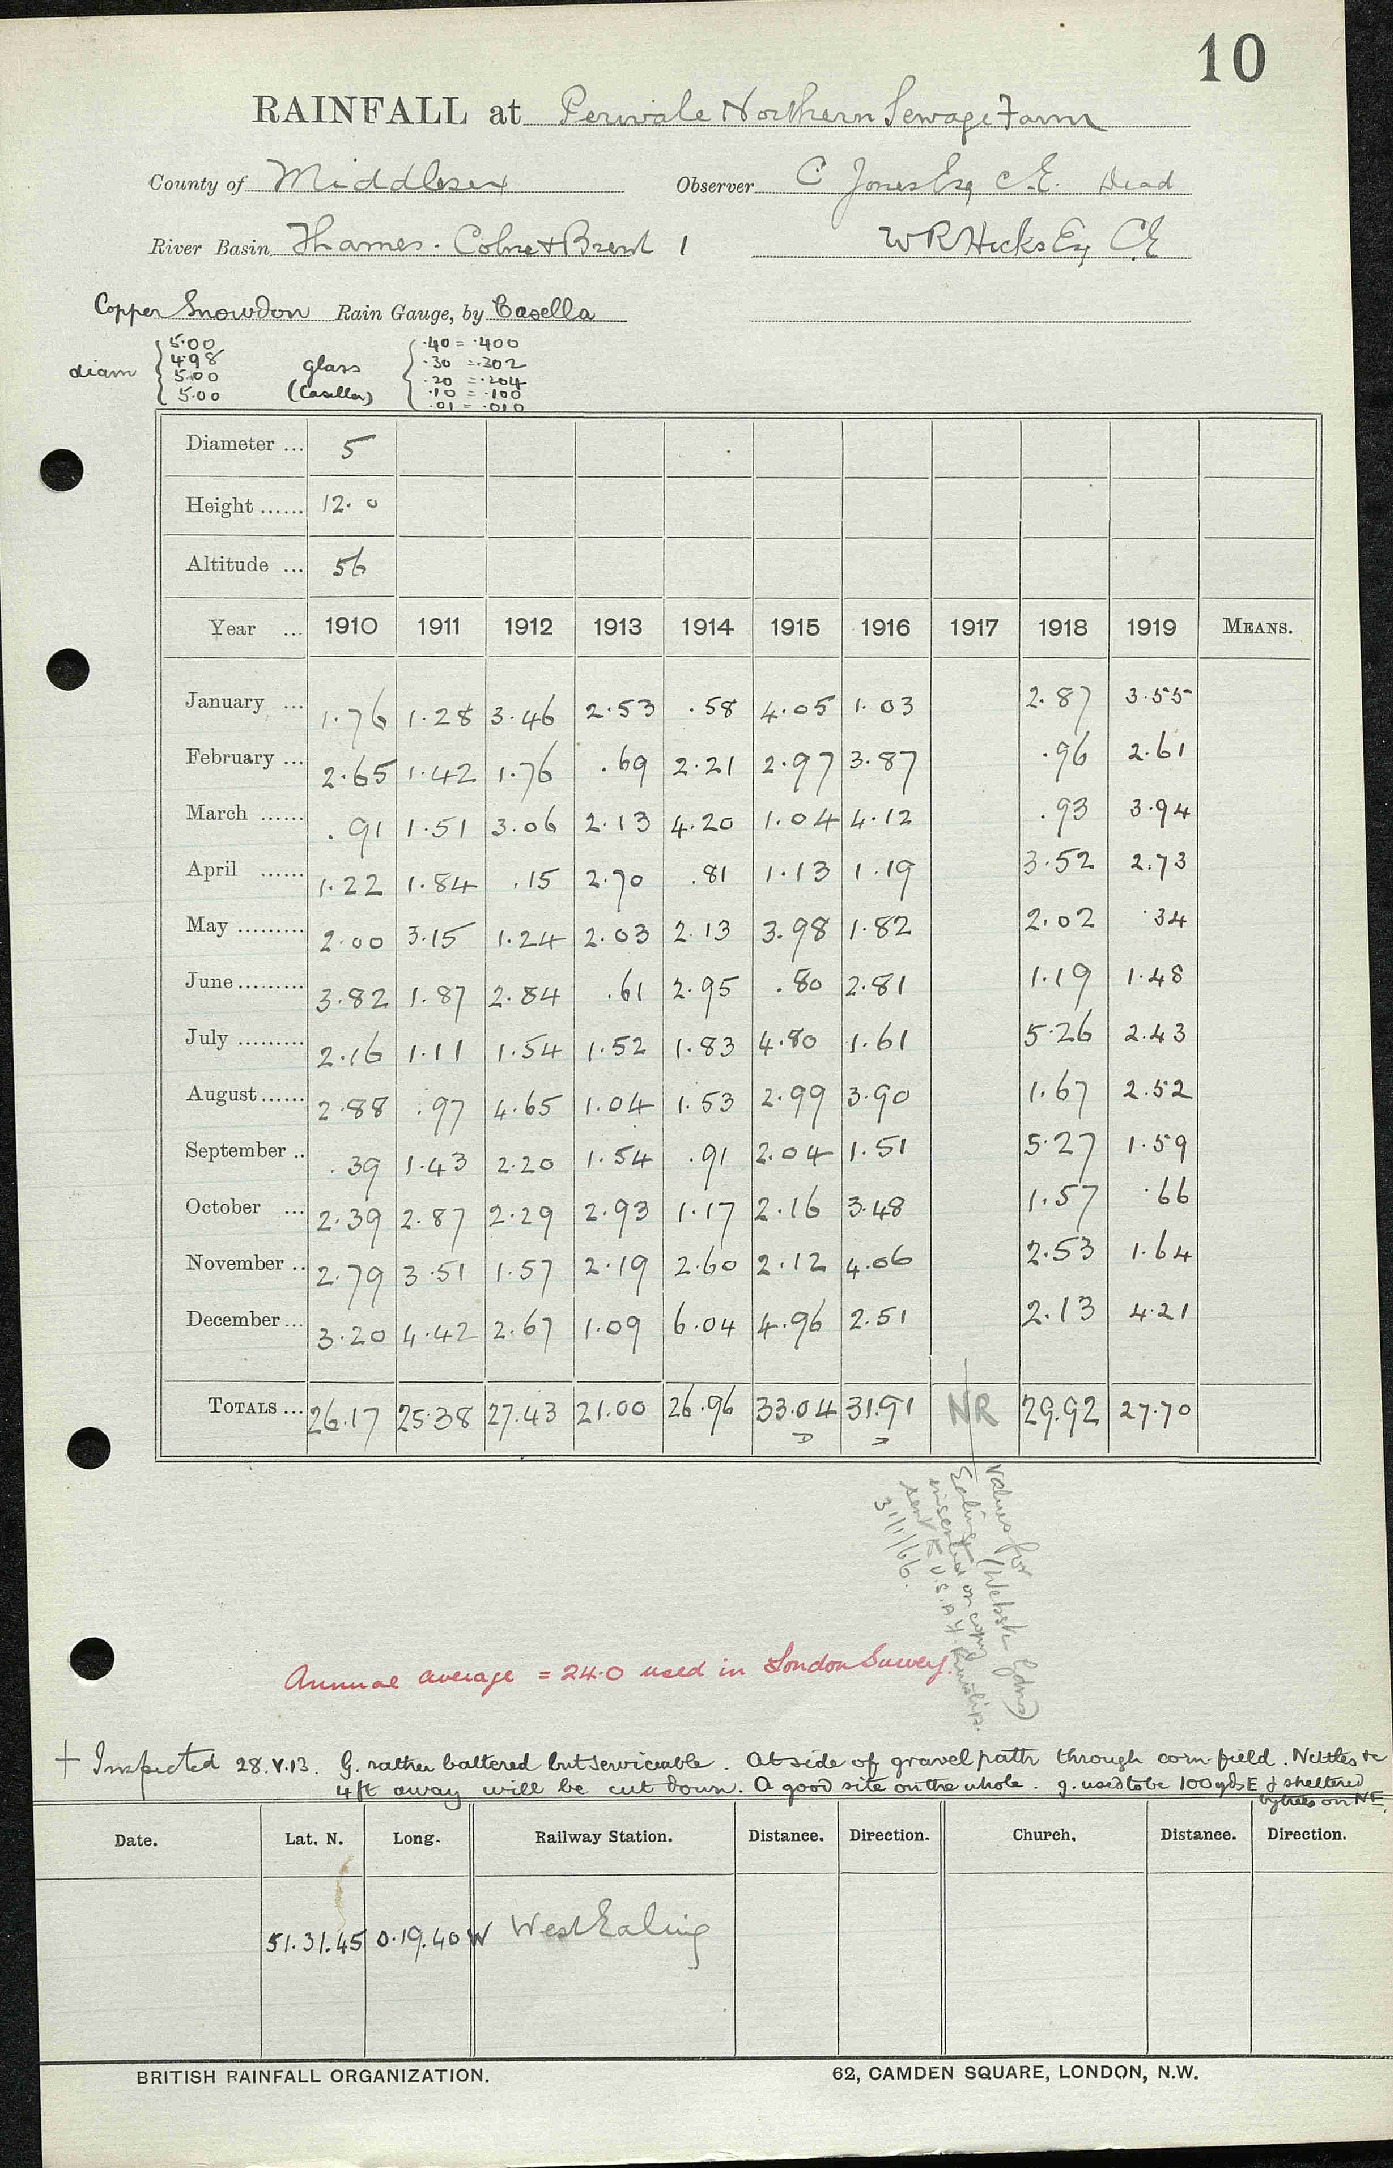 10
RAINFALL at Perivale Northern Sewage Farm
County of Middlesex Observer C Jones Esq C.E. Dead
River Basin Thames. Colne & Brent 1 W R Hicks Esq C.E
Copper Snowdon Rain Gauge, by Casella
diam { 5.00 4.98 5.00 5.00 glass (Casella) { .40 = .400 .30 = .302 .20 = .204 .10 = .100 .01 = .010
Diameter ... 5
Height ...... 12.0
Altitude ... 56
Year ... 1910 1911 1912 1913 1914 1915 1916 1917 1918 1919 MEANS.
January ... 1.76 1.28 3.46 2.53 .58 4.05 1.03 2.87 3.55
February ... 2.65 1.42 1.76 .69 2.21 2.97 3.87 .96 2.61
March ...... .91 1.51 3.06 2.13 4.20 1.04 4.12 .93 3.94
April ...... 1.22 1.84 .15 2.70 .81 1.13 1.19 3.52 2.73
May ......... 2.00 3.15 1.24 2.03 2.13 3.98 1.82 2.02 .34
June ......... 3.82 1.87 2.84 .61 2.95 .80 2.81 1.19 1.48
July ......... 2.16 1.11 1.54 1.52 1.83 4.80 1.61 5.26 2.43
August ...... 2.88 .97 4.65 1.04 1.53 2.99 3.90 1.67 2.52
September .. .39 1.43 2.20 1.54 .91 2.04 1.51 5.27 1.59
October ... 2.39 2.87 2.29 2.93 1.17 2.16 3.48 1.57 .66
November .. 2.79 3.51 1.57 2.19 2.60 2.12 4.06 2.53 1.64
December ... 3.20 4.42 2.67 1.09 6.04 4.96 2.51 2.13 4.21
TOTALS ... 26.17 25.38 27.43 21.00 26.96 33.04 31.91 NR 29.92 27.70
Values for
Ealing (Webster Gdns)
inserted on copy
sent to U.S.A.F Ruislip.
31/1/66.
Annual average = 24.0 used in London Survey.
+ Inspected 28.V.13. G. rather battered but serviceable. At side of gravel path through corn field. Nettles &c
4 ft away will be cut down. A good site on the whole. g. used to be 100 yds E & sheltered
by trees on NE.
Date. Lat. N. Long. Railway Station. Distance. Direction. Church. Distance. Direction.
51.31.45 0.19.40 W West Ealing
BRITISH RAINFALL ORGANIZATION. 62, CAMDEN SQUARE, LONDON, N.W.